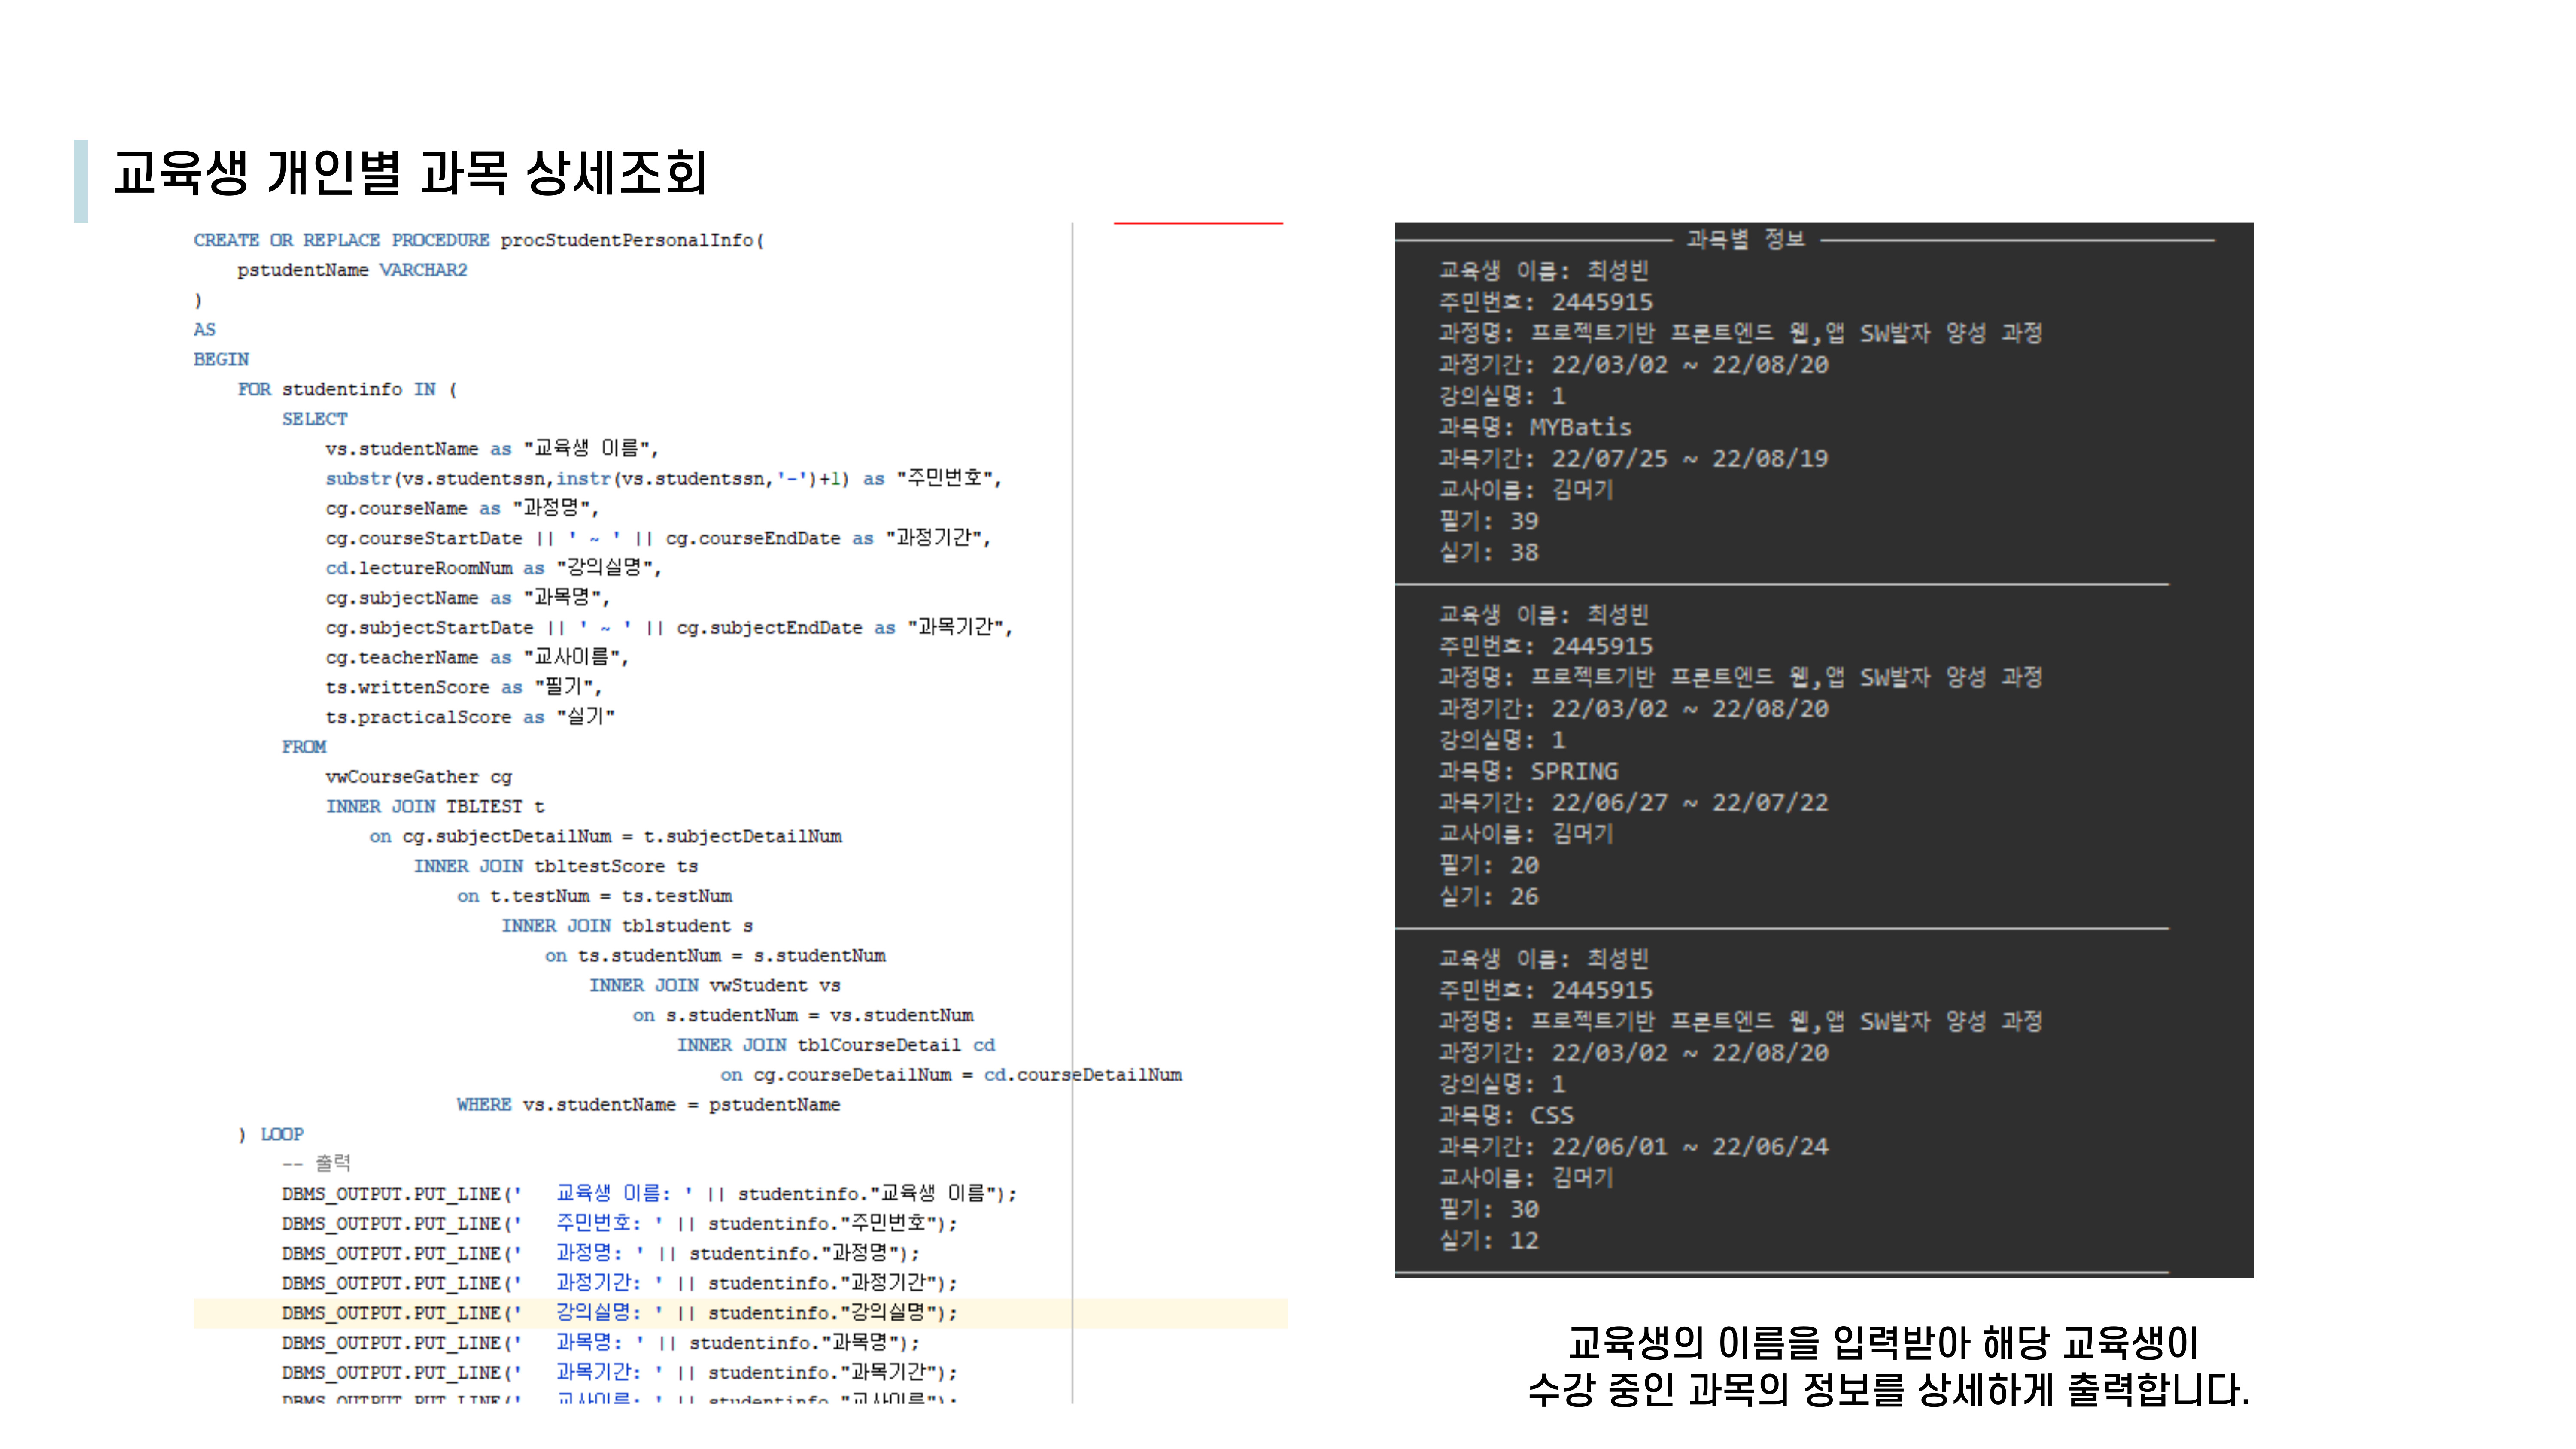 교육생 개인별 과목 상세조회
CREATE OR REPLACE PROCEDURE procStudentPersonalInfo(
    pstudentName VARCHAR2
)
AS
BEGIN
    FOR studentinfo IN (
        SELECT
            vs.studentName as "교육생 이름",
            substr(vs.studentssn,instr(vs.studentssn,'-')+1) as "주민번호",
            cg.courseName as "과정명",
            cg.courseStartDate || ' ~ ' || cg.courseEndDate as "과정기간",
            cd.lectureRoomNum as "강의실명",
            cg.subjectName as "과목명",
            cg.subjectStartDate || ' ~ ' || cg.subjectEndDate as "과목기간",
            cg.teacherName as "교사이름",
            ts.writtenScore as "필기",
            ts.practicalScore as "실기"
        FROM
            vwCourseGather cg
            INNER JOIN TBLTEST t
                on cg.subjectDetailNum = t.subjectDetailNum
                    INNER JOIN tbltestScore ts
                        on t.testNum = ts.testNum
                            INNER JOIN tblstudent s
                                on ts.studentNum = s.studentNum
                                    INNER JOIN vwStudent vs
                                        on s.studentNum = vs.studentNum
                                            INNER JOIN tblCourseDetail cd
                                                on cg.courseDetailNum = cd.courseDetailNum
                        WHERE vs.studentName = pstudentName
    ) LOOP
        -- 출력
        DBMS_OUTPUT.PUT_LINE('   교육생 이름: ' || studentinfo."교육생 이름");
        DBMS_OUTPUT.PUT_LINE('   주민번호: ' || studentinfo."주민번호");
        DBMS_OUTPUT.PUT_LINE('   과정명: ' || studentinfo."과정명");
        DBMS_OUTPUT.PUT_LINE('   과정기간: ' || studentinfo."과정기간");
        DBMS_OUTPUT.PUT_LINE('   강의실명: ' || studentinfo."강의실명");
        DBMS_OUTPUT.PUT_LINE('   과목명: ' || studentinfo."과목명");
        DBMS_OUTPUT.PUT_LINE('   과목기간: ' || studentinfo."과목기간");
        DBMS_OUTPUT.PUT_LINE('   교사이름: ' || studentinfo."교사이름");
과목별 정보
교육생 이름: 최성빈
주민번호: 2445915
과정명: 프로젝트기반 프론트엔드 웹,앱 SW발자 양성 과정
과정기간: 22/03/02 ~ 22/08/20
강의실명: 1
과목명: MYBatis
과목기간: 22/07/25 ~ 22/08/19
교사이름: 김머기
필기: 39
실기: 38
교육생 이름: 최성빈
주민번호: 2445915
과정명: 프로젝트기반 프론트엔드 웹,앱 SW발자 양성 과정
과정기간: 22/03/02 ~ 22/08/20
강의실명: 1
과목명: SPRING
과목기간: 22/06/27 ~ 22/07/22
교사이름: 김머기
필기: 20
실기: 26
교육생 이름: 최성빈
주민번호: 2445915
과정명: 프로젝트기반 프론트엔드 웹,앱 SW발자 양성 과정
과정기간: 22/03/02 ~ 22/08/20
강의실명: 1
과목명: CSS
과목기간: 22/06/01 ~ 22/06/24
교사이름: 김머기
필기: 30
실기: 12
교육생의 이름을 입력받아 해당 교육생이
수강 중인 과목의 정보를 상세하게 출력합니다.